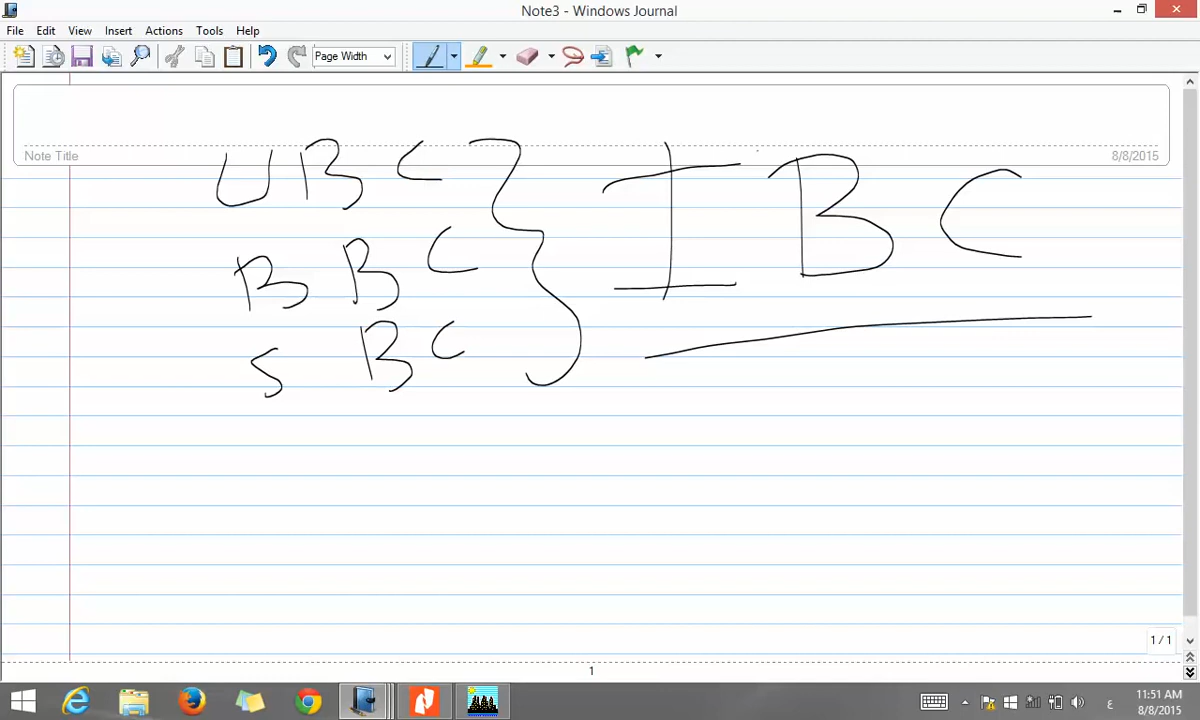 Note3 - Windows Journal
File Edit View Insert Actions Tools Help
Page Width
Note Title
8/8/2015
UBC
BBC
SBC
IBC
1 / 1
1
ع
11:51 AM
8/8/2015